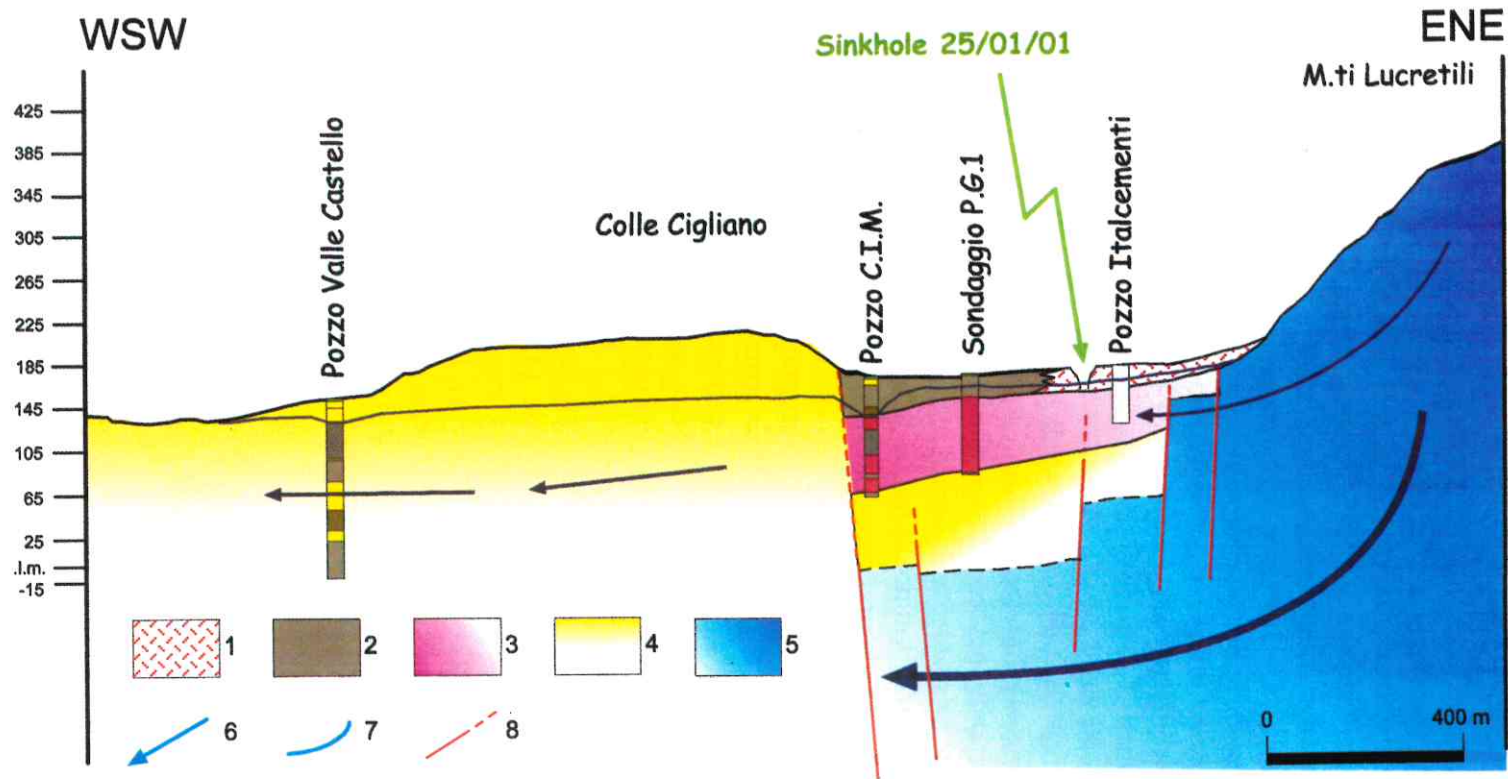 WSW
ENE
Sinkhole 25/01/01
M.ti Lucretili
425
385
345
305
265
225
185
145
105
65
25
.l.m.
-15
Pozzo Valle Castello
Colle Cigliano
Pozzo C.I.M.
Sondaggio P.G.1
Pozzo Italcementi
1
2
3
4
5
6
7
8
0
400 m